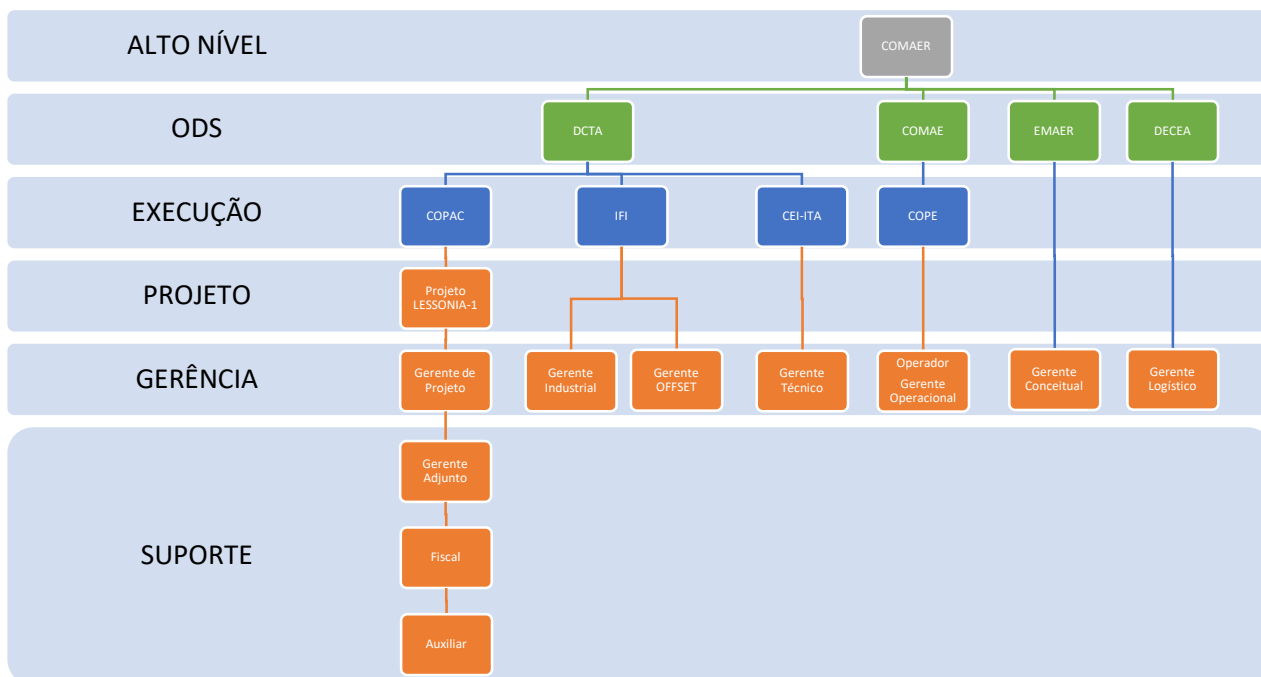 ALTO NÍVEL
COMAER
ODS
DCTA
COMAE
EMAER
DECEA
EXECUÇÃO
COPAC
IFI
CEI-ITA
COPE
PROJETO
Projeto
LESSONIA-1
GERÊNCIA
Gerente de
Projeto
Gerente
Industrial
Gerente
OFFSET
Gerente
Técnico
Operador
Gerente
Operacional
Gerente
Conceitual
Gerente
Logístico
SUPORTE
Gerente
Adjunto
Fiscal
Auxiliar